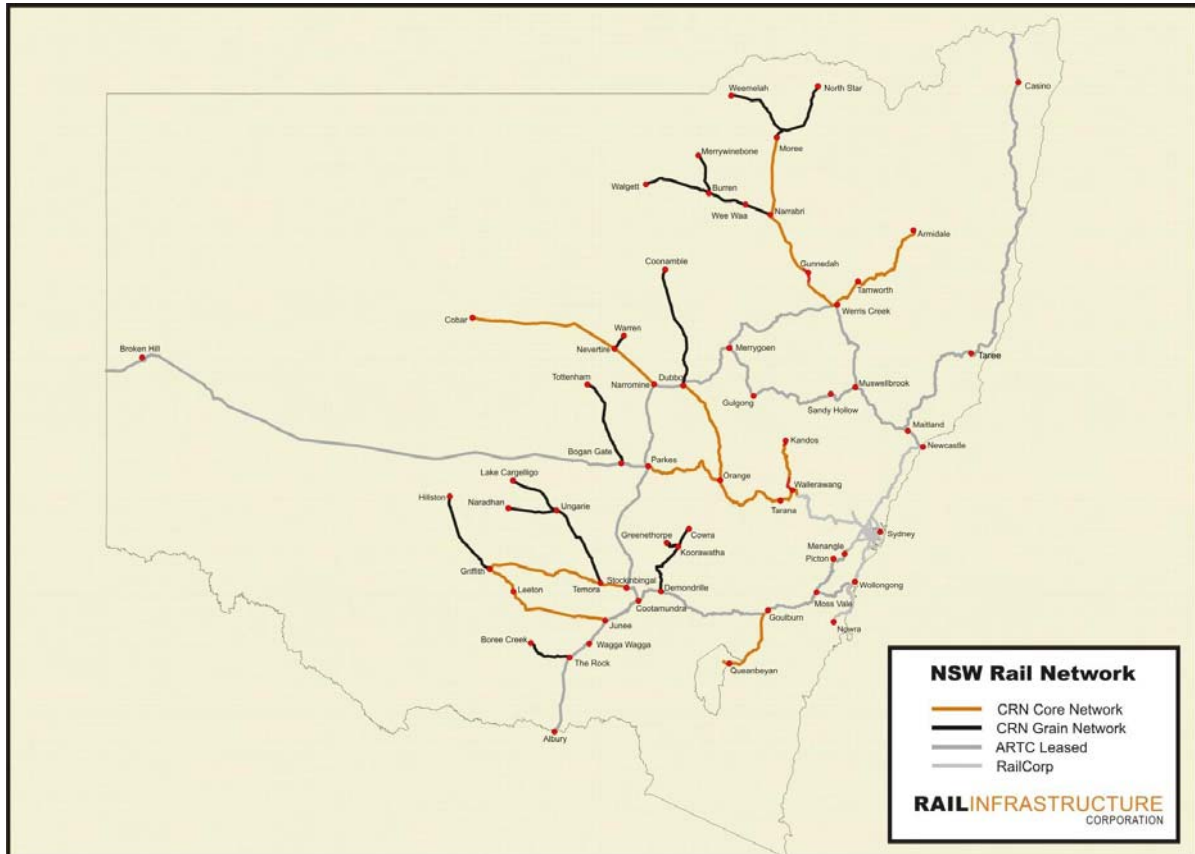 Weemelah
North Star
Casino
Moree
Merrywinebone
Walgett
Burren
Wee Waa
Narrabri
Armidale
Coonamble
Gunnedah
Tamworth
Werris Creek
Cobar
Warren
Nevertire
Broken Hill
Merrygoen
Taree
Tottenham
Narromine
Dubbo
Muswellbrook
Gulgong
Sandy Hollow
Maitland
Newcastle
Kandos
Bogan Gate
Parkes
Orange
Wallerawang
Tarana
Lake Cargelligo
Hillston
Naradhan
Ungarie
Greenethorpe
Cowra
Koorawatha
Sydney
Menangle
Picton
Griffith
Leeton
Temora
Stockinbingal
Demondrille
Wollongong
Cootamundra
Moss Vale
Goulburn
Junee
Nowra
Boree Creek
Wagga Wagga
The Rock
Queanbeyan
Albury
NSW Rail Network
CRN Core Network
CRN Grain Network
ARTC Leased
RailCorp
RAILINFRASTRUCTURE
CORPORATION